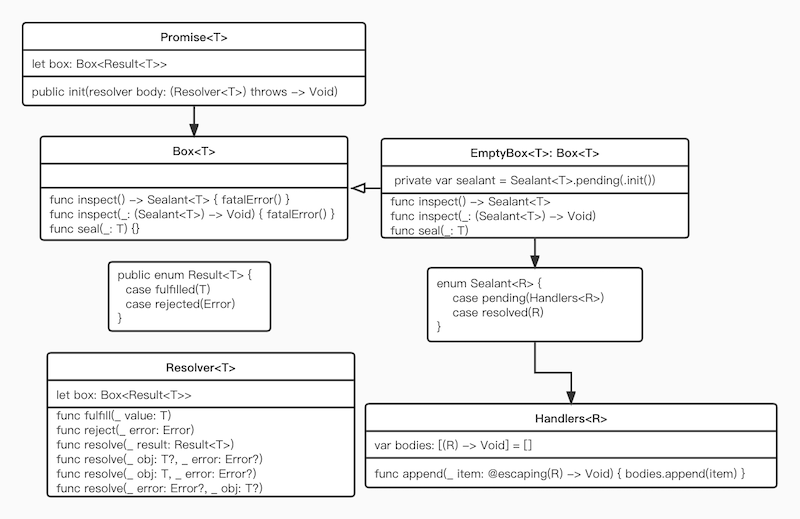 Promise<T>
let box: Box<Result<T>>
public init(resolver body: (Resolver<T>) throws -> Void)
Box<T>
func inspect() -> Sealant<T> { fatalError() }
func inspect(_: (Sealant<T>) -> Void) { fatalError() }
func seal(_: T) {}
EmptyBox<T>: Box<T>
private var sealant = Sealant<T>.pending(.init())
func inspect() -> Sealant<T>
func inspect(_: (Sealant<T>) -> Void)
func seal(_: T)
public enum Result<T> {
case fulfilled(T)
case rejected(Error)
}
enum Sealant<R> {
case pending(Handlers<R>)
case resolved(R)
}
Resolver<T>
let box: Box<Result<T>>
func fulfill(_ value: T)
func reject(_ error: Error)
func resolve(_ result: Result<T>)
func resolve(_ obj: T?, _ error: Error?)
func resolve(_ obj: T, _ error: Error?)
func resolve(_ error: Error?, _ obj: T?)
Handlers<R>
var bodies: [(R) -> Void] = []
func append(_ item: @escaping(R) -> Void) { bodies.append(item) }